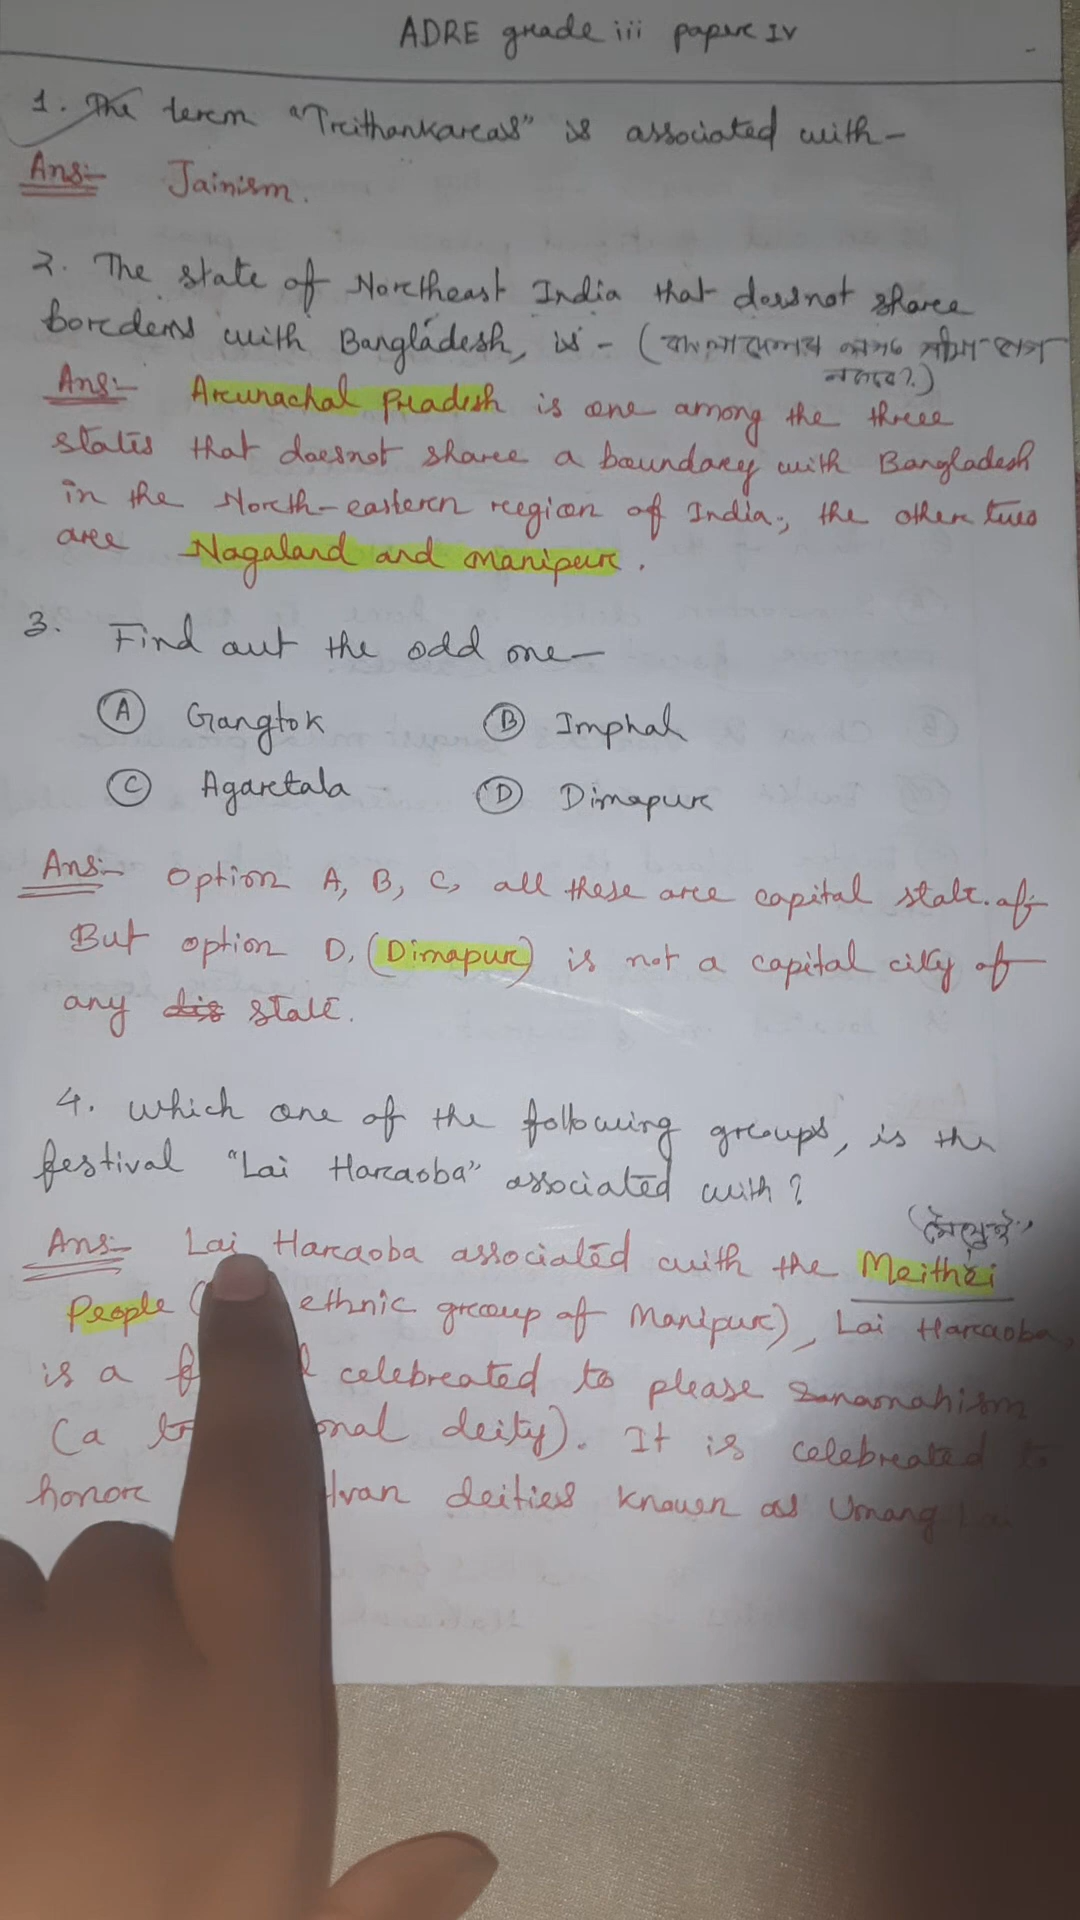 ADRE grade iii paper IV
1. The term "Trithankaras" is associated with-
Ans:- Jainism.
2. The state of Northeast India that doesnot share
borders with Bangladesh, is - (
Ans:- Arunachal Pradesh is one among the three
states that doesnot share a boundary with Bangladesh
in the North-eastern region of India, the other two
are Nagaland and Manipur.
3. Find out the odd one-
(A) Gangtok (B) Imphal
(C) Agartala (D) Dimapur
Ans:- Option A, B, C, all these are capital state. of
But option D, (Dimapur) is not a capital city of
any state.
4. Which one of the following groups, is the
festival "Lai Haraoba" associated with?
Ans:- Lai Haraoba associated with the Meithei
People ( ethnic group of Manipur), Lai Haraoba,
is a celebrated to please Sanamahism
(a deity). It is celebrated to
honor deities known as Umang Lai